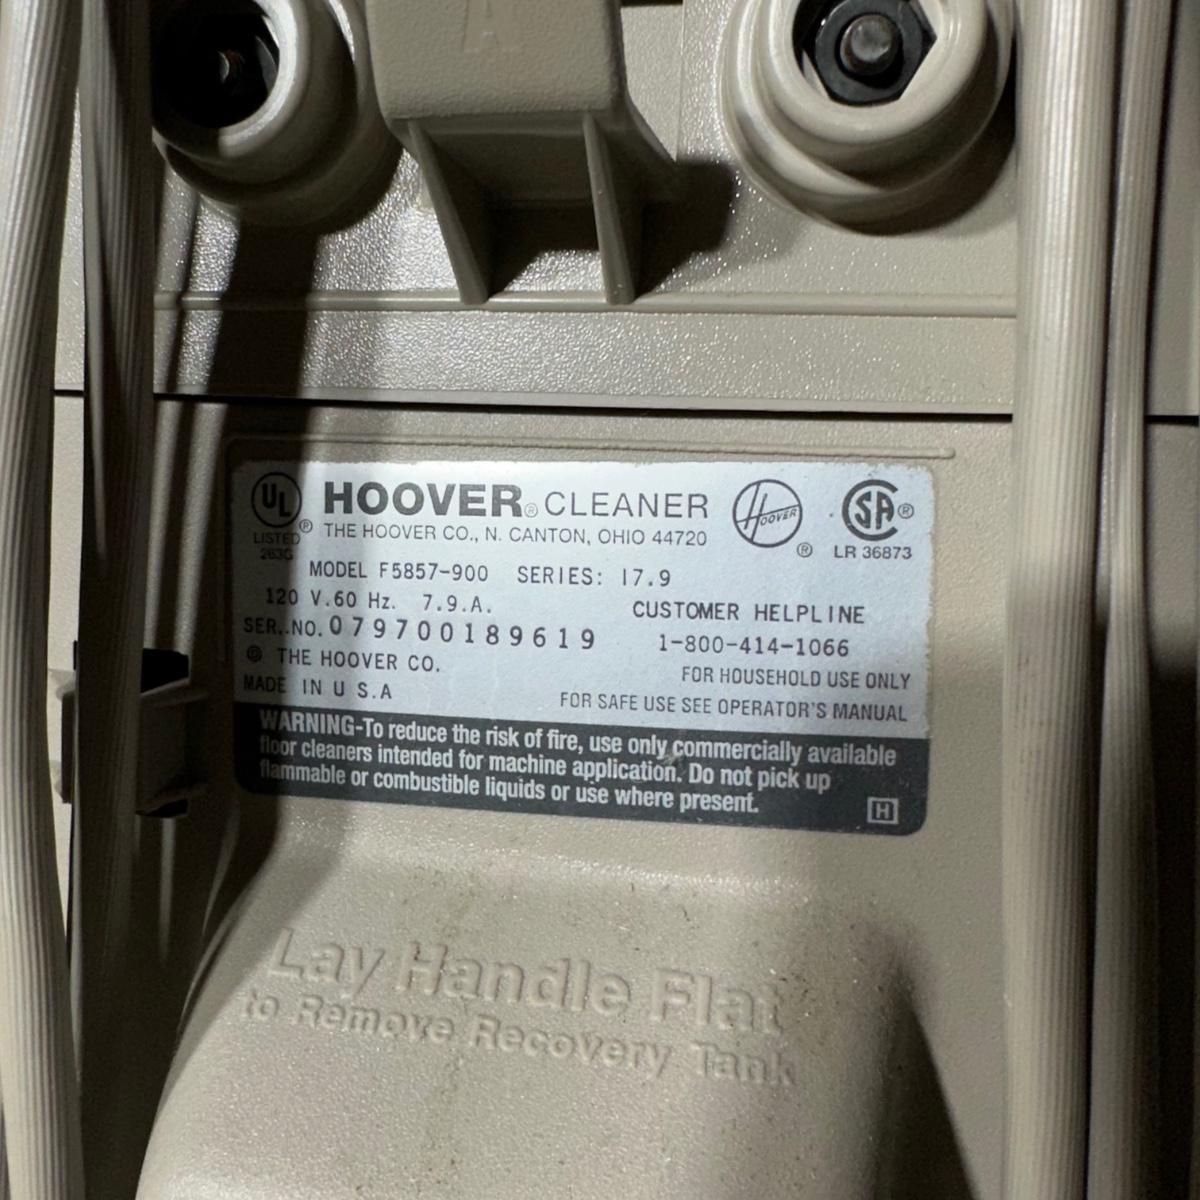 A
UL
LISTED
263G
®
HOOVER® CLEANER
THE HOOVER CO., N. CANTON, OHIO 44720
HOOVER
®
SA ®
LR 36873
MODEL F5857-900 SERIES: 17.9
120 V.60 Hz. 7.9.A.
SER..NO.079700189619
© THE HOOVER CO.
MADE IN U S.A
CUSTOMER HELPLINE
1-800-414-1066
FOR HOUSEHOLD USE ONLY
FOR SAFE USE SEE OPERATOR'S MANUAL
WARNING-To reduce the risk of fire, use only commercially available
floor cleaners intended for machine application. Do not pick up
flammable or combustible liquids or use where present.
H
Lay Handle Flat
to Remove Recovery Tank